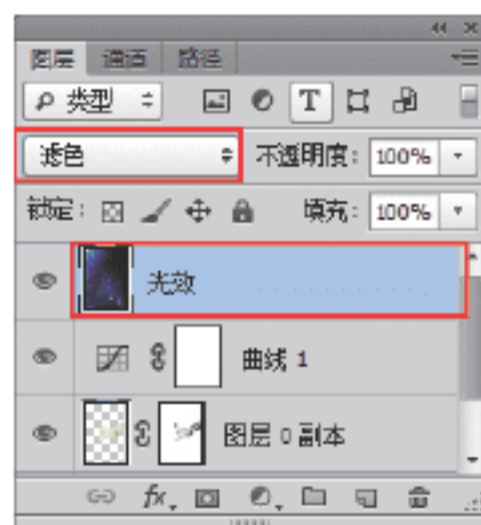 图层 通道 路径
类型 T
滤色 不透明度: 100%
锁定: 填充: 100%
光效
曲线 1
图层 0 副本
fx